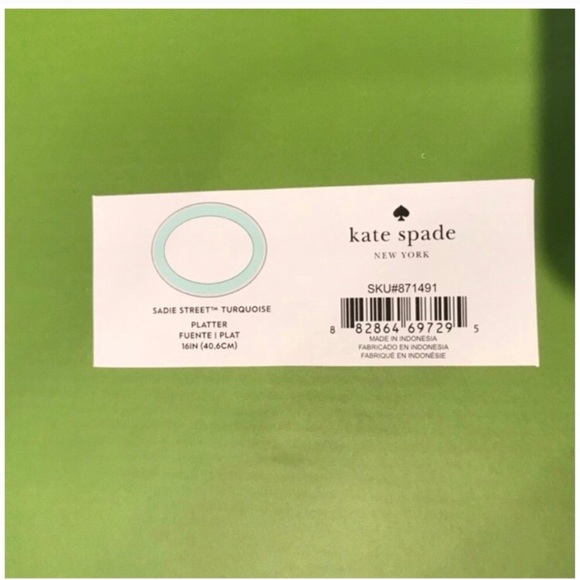 SADIE STREET™ TURQUOISE
PLATTER
FUENTE | PLAT
16IN (40,6CM)
kate spade
NEW YORK
SKU#871491
8 82864 69729 5
MADE IN INDONESIA
FABRICADO EN INDONESIA
FABRIQUÉ EN INDONÉSIE